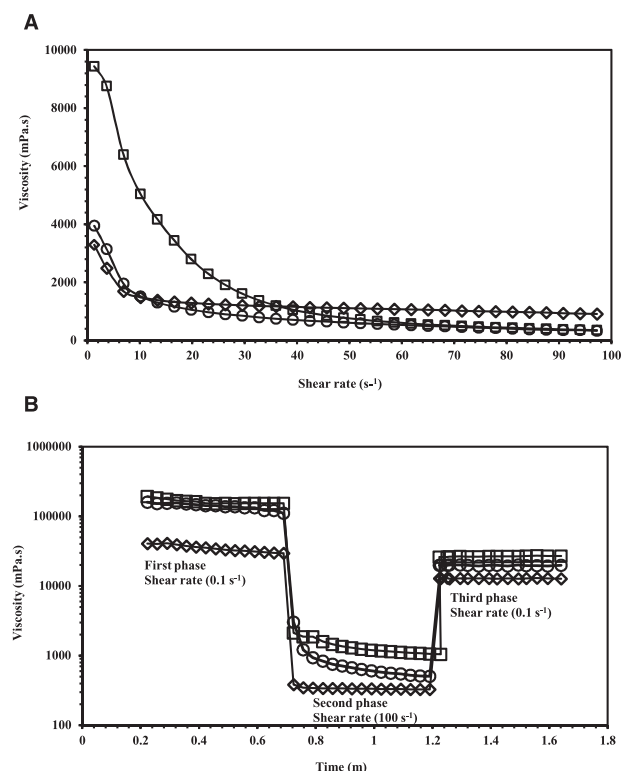 A
10000
8000
6000
4000
2000
0
Viscosity (mPa.s)
0 10 20 30 40 50 60 70 80 90 100
Shear rate (s-1)
B
1000000
100000
10000
1000
100
Viscosity (mPa.s)
First phase
Shear rate (0.1 s-1)
Third phase
Shear rate (0.1 s-1)
Second phase
Shear rate (100 s-1)
0 0.2 0.4 0.6 0.8 1 1.2 1.4 1.6 1.8
Time (m)